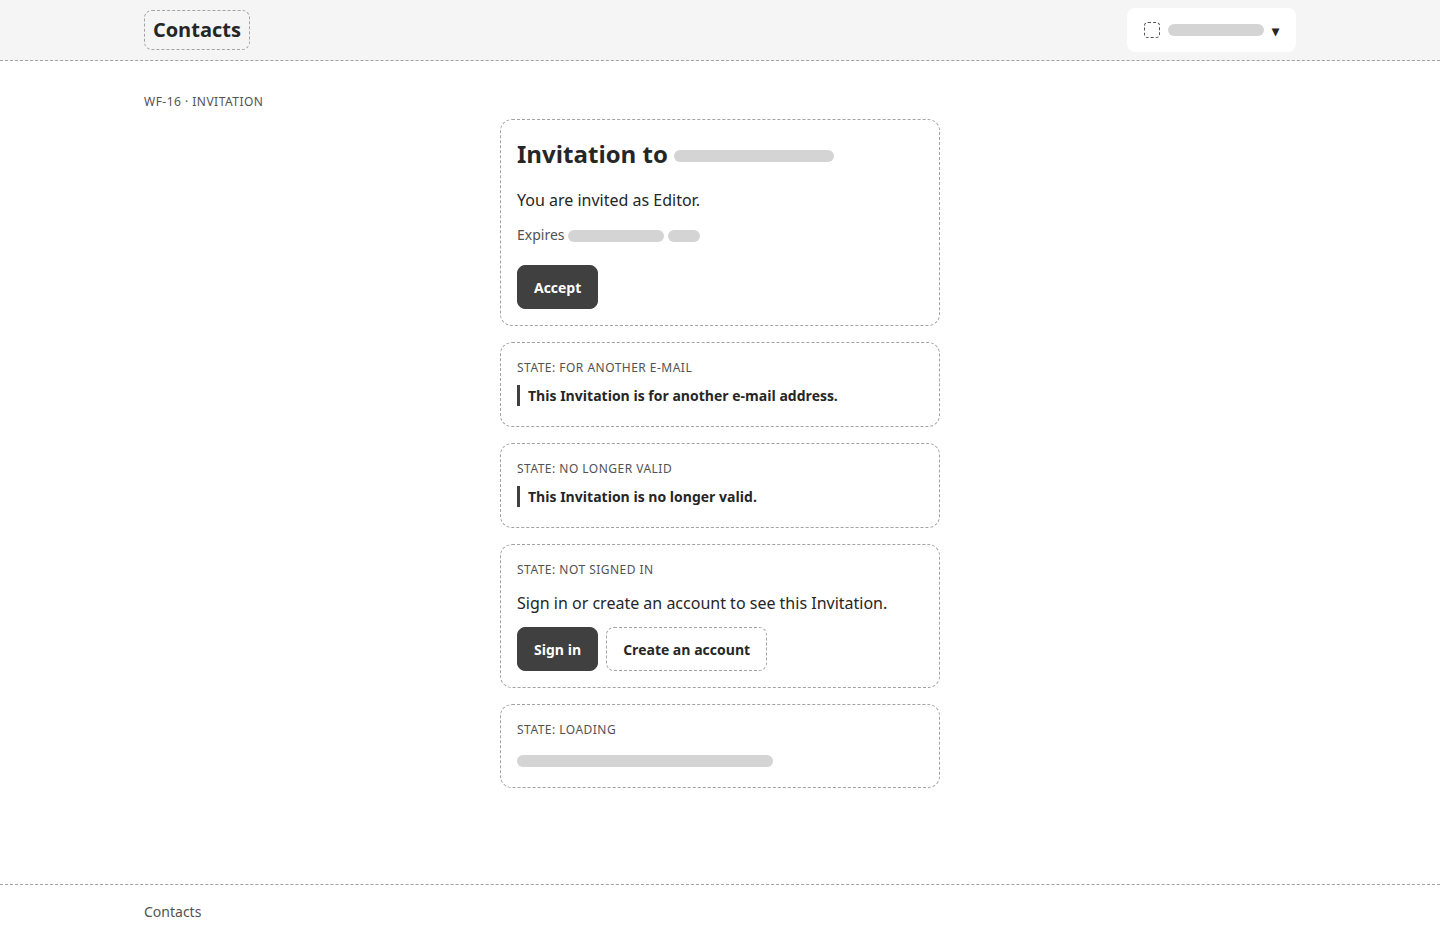 Contacts
▾
WF-16 · INVITATION
Invitation to
You are invited as Editor.
Expires
Accept
STATE: FOR ANOTHER E-MAIL
This Invitation is for another e-mail address.
STATE: NO LONGER VALID
This Invitation is no longer valid.
STATE: NOT SIGNED IN
Sign in or create an account to see this Invitation.
Sign in
Create an account
STATE: LOADING
Contacts